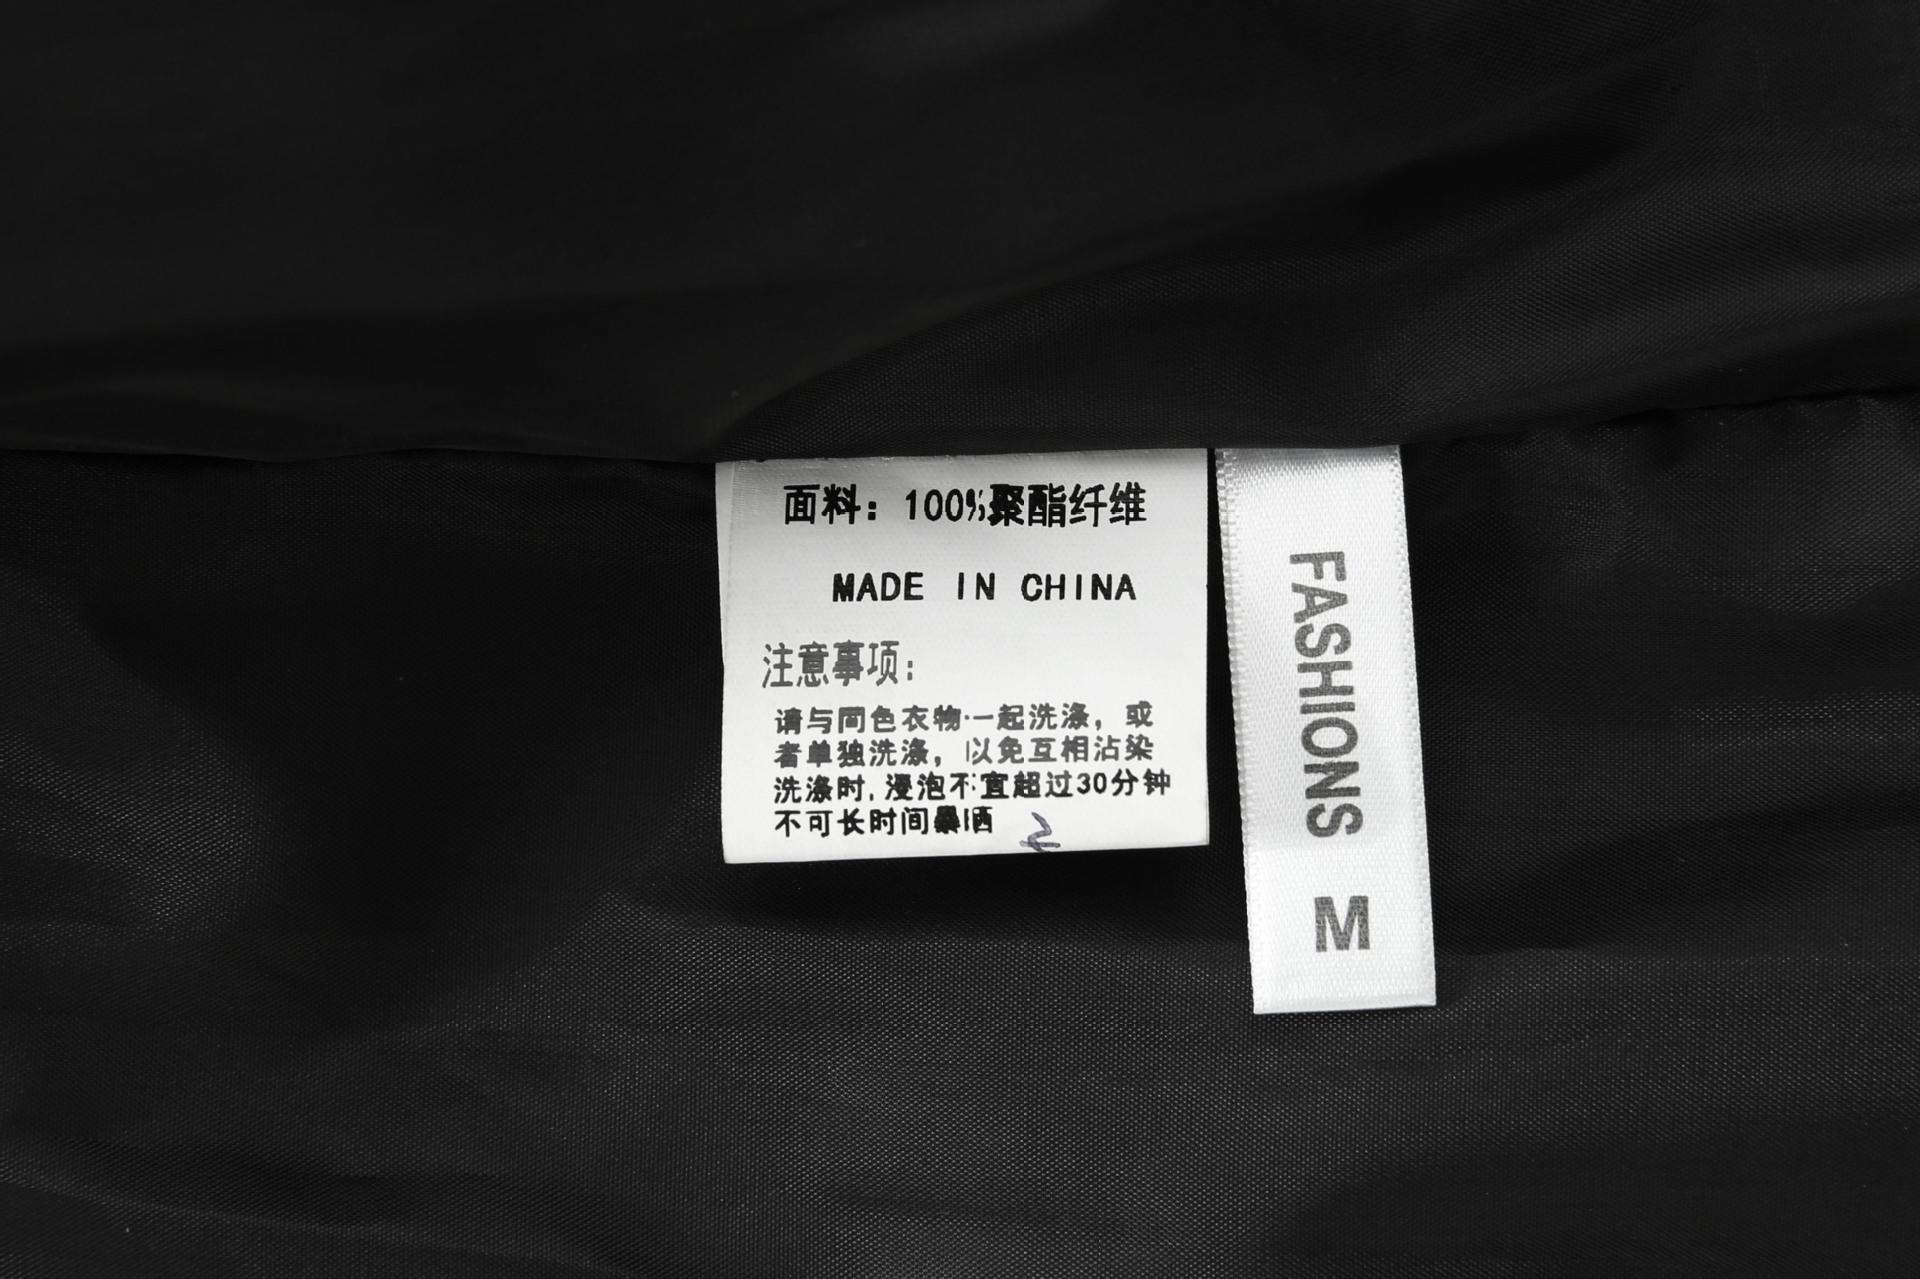 面料：100%聚酯纤维
MADE IN CHINA
注意事项：
请与同色衣物一起洗涤，或
者单独洗涤，以免互相沾染
洗涤时，浸泡不宜超过30分钟
不可长时间暴晒
2
FASHIONS M